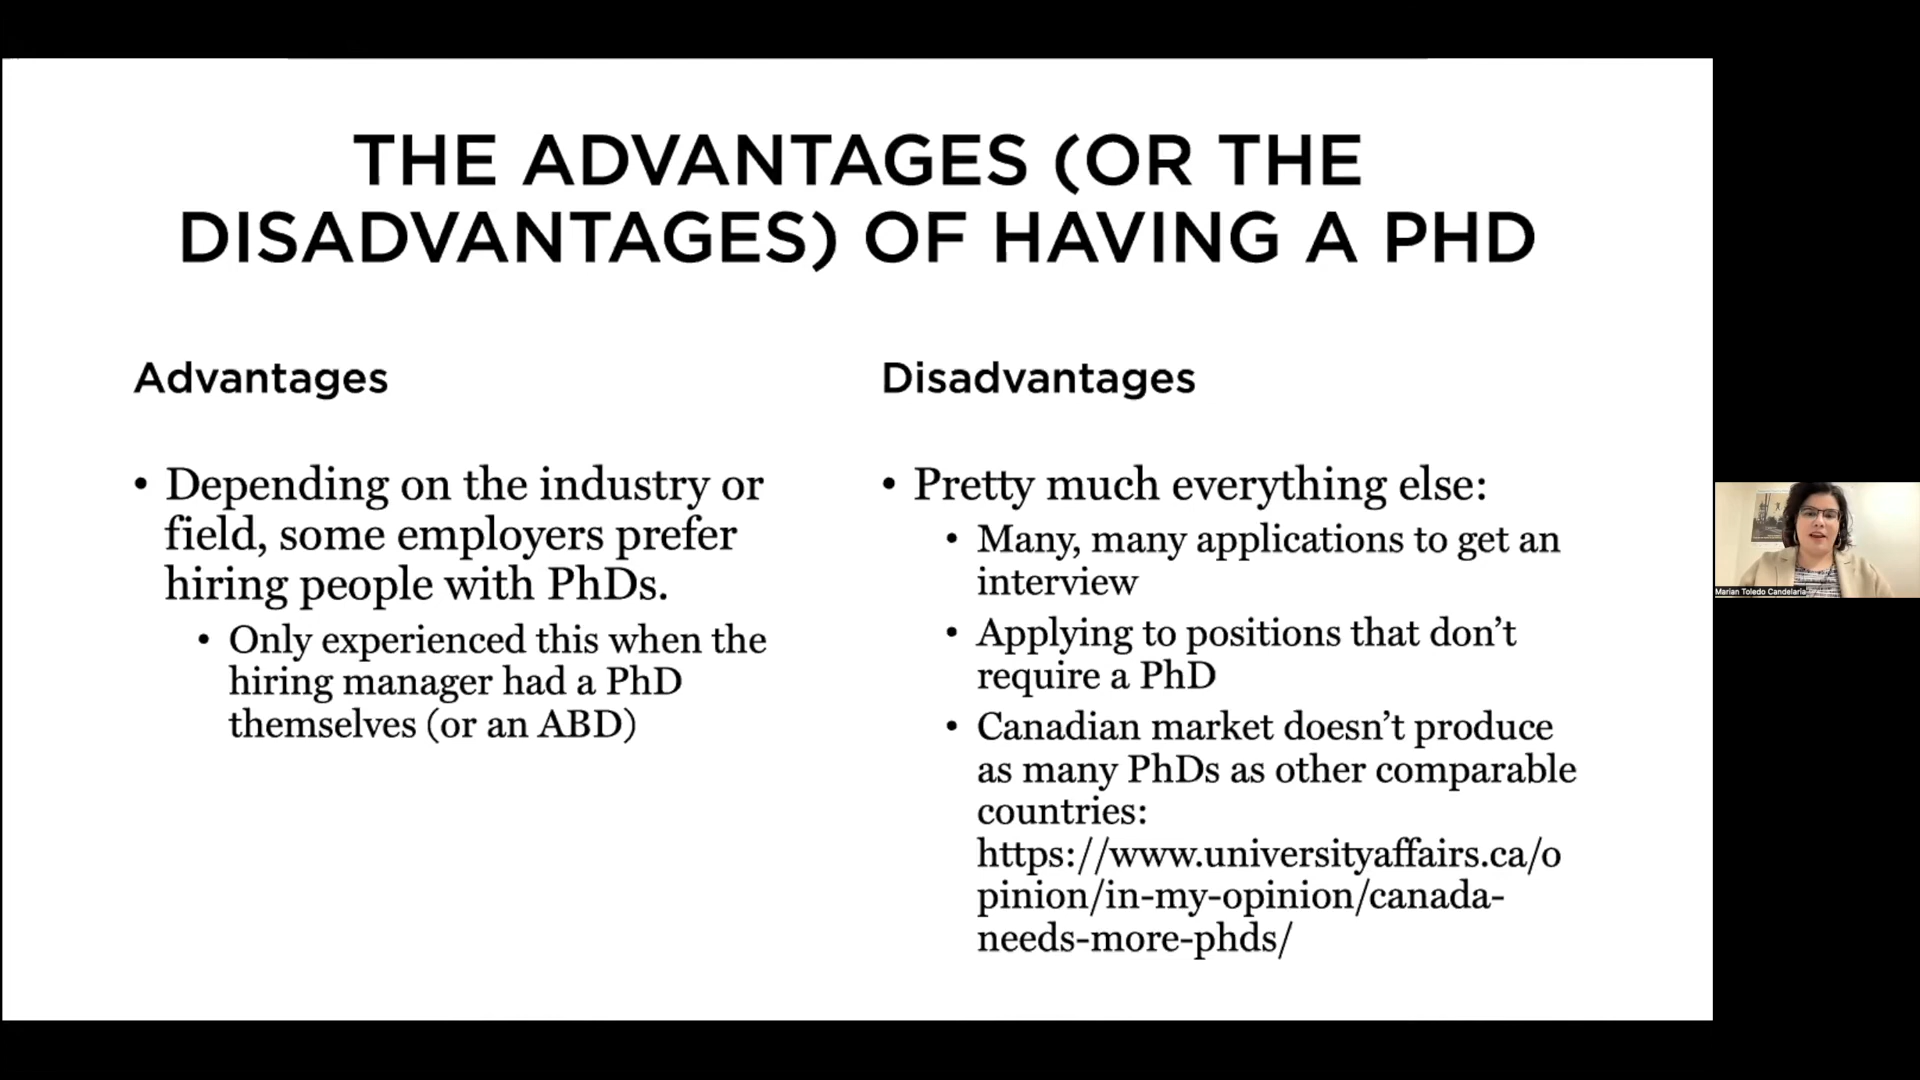 THE ADVANTAGES (OR THE
DISADVANTAGES) OF HAVING A PHD
Advantages
• Depending on the industry or
field, some employers prefer
hiring people with PhDs.
• Only experienced this when the
hiring manager had a PhD
themselves (or an ABD)
Disadvantages
• Pretty much everything else:
• Many, many applications to get an
interview
• Applying to positions that don’t
require a PhD
• Canadian market doesn’t produce
as many PhDs as other comparable
countries:
https://www.universityaffairs.ca/o
pinion/in-my-opinion/canada-
needs-more-phds/
Marian Toledo Candelaria